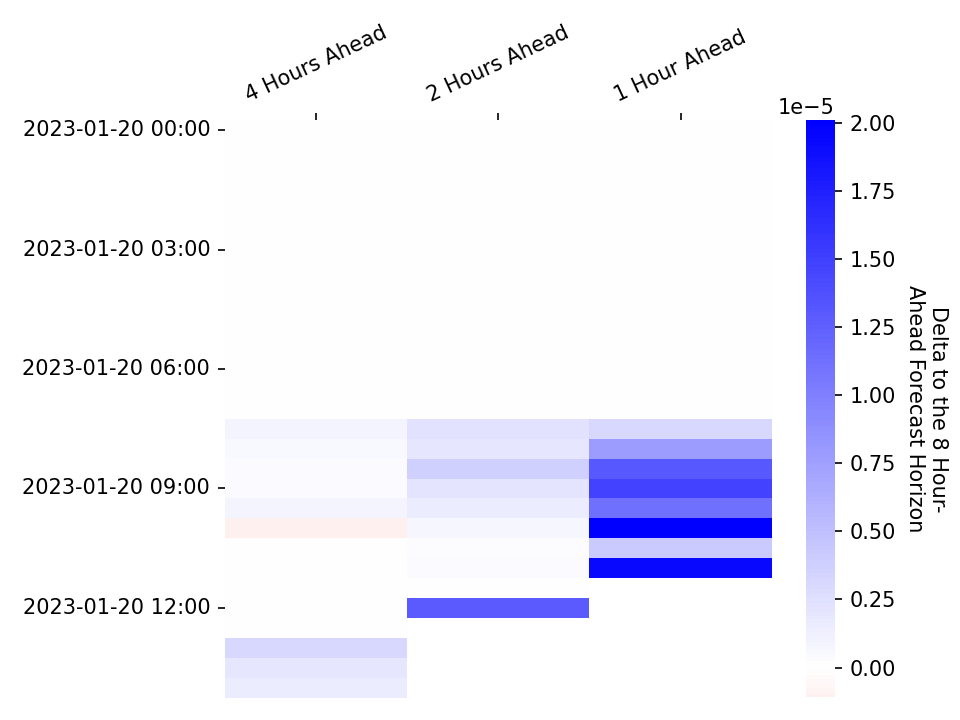 4 Hours Ahead
2 Hours Ahead
1 Hour Ahead
1e−5
2023-01-20 00:00
2023-01-20 03:00
2023-01-20 06:00
2023-01-20 09:00
2023-01-20 12:00
2.00
1.75
1.50
1.25
1.00
0.75
0.50
0.25
0.00
Delta to the 8 Hour-
Ahead Forecast Horizon